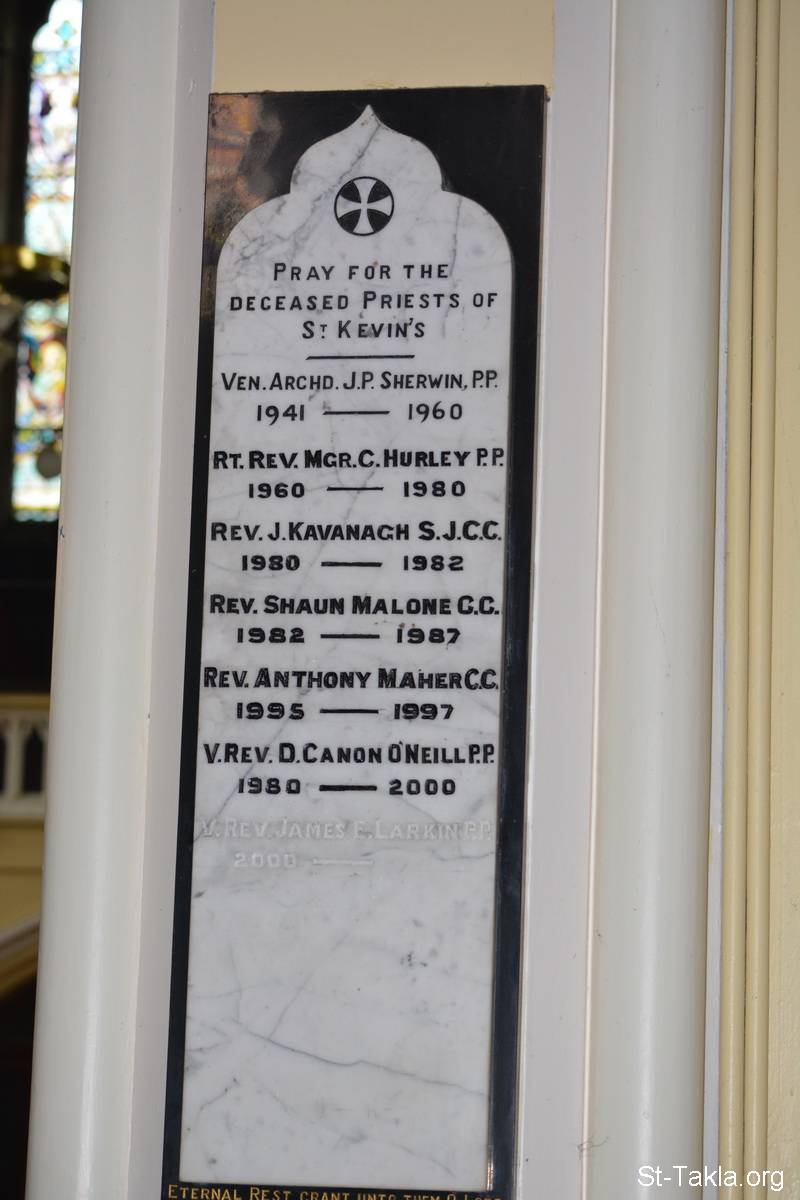 PRAY FOR THE
DECEASED PRIESTS OF
ST KEVIN'S
VEN. ARCHD. J.P. SHERWIN, P.P.
1941 — 1960
RT. REV. MGR. C. HURLEY P.P.
1960 — 1980
REV. J. KAVANAGH S.J.C.C.
1980 — 1982
REV. SHAUN MALONE C.C.
1982 — 1987
REV. ANTHONY MAHER C.C.
1995 — 1997
V. REV. D. CANON O'NEILL P.P.
1980 — 2000
V. REV. JAMES E. LARKIN P.P.
2000 —
ETERNAL REST GRANT UNTO THEM O LORD
St-Takla.org